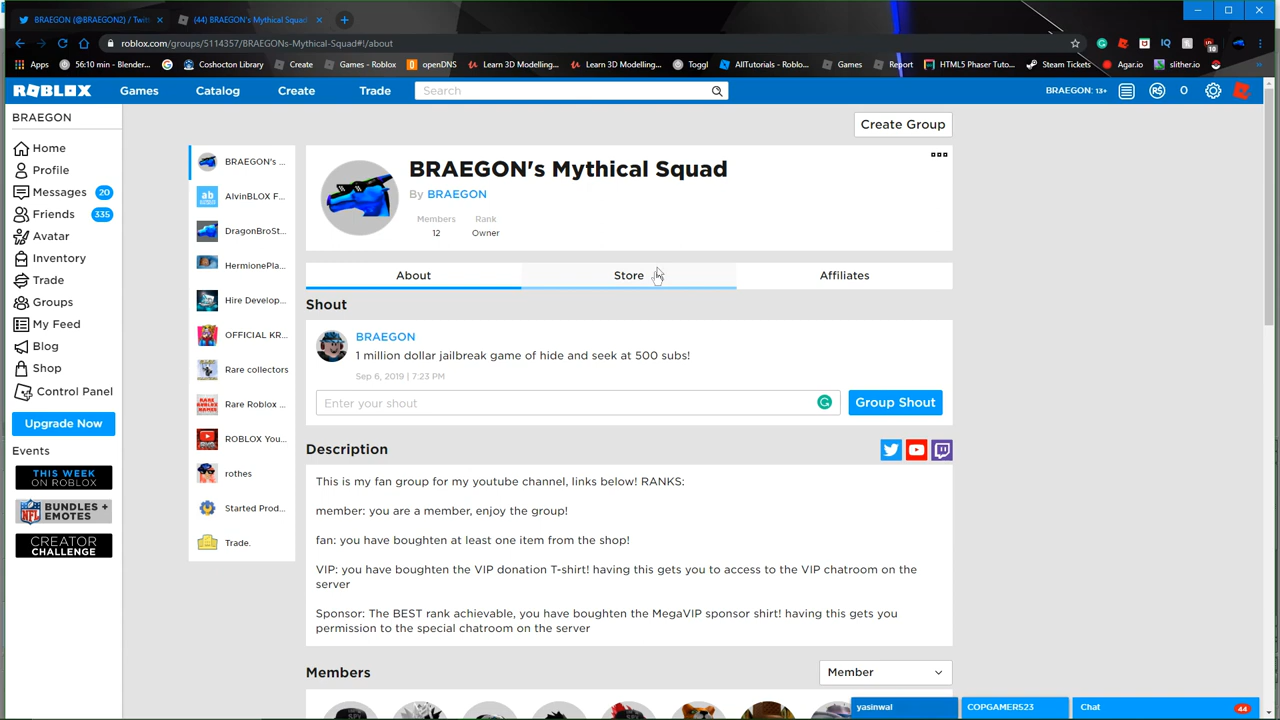 BRAEGON (@BRAEGON2) / Twitt
(44) BRAEGON's Mythical Squad
roblox.com/groups/5114357/BRAEGONs-Mythical-Squad#!/about
Apps
56:10 min - Blender...
Coshocton Library
Create
Games - Roblox
openDNS
Learn 3D Modelling...
Learn 3D Modelling...
Toggl
AllTutorials - Roblo...
Games
Report
HTML5 Phaser Tuto...
Steam Tickets
Agar.io
slither.io
ROBLOX
Games
Catalog
Create
Trade
Search
BRAEGON: 13+
0
BRAEGON
Home
Profile
Messages 20
Friends 335
Avatar
Inventory
Trade
Groups
My Feed
Blog
Shop
Control Panel
Upgrade Now
Events
THIS WEEK
ON ROBLOX
NFL BUNDLES +
EMOTES
CREATOR
CHALLENGE
BRAEGON's ...
ab AlvinBLOX F...
DragonBroSt...
HermionePla...
Hire Develop...
OFFICIAL KR...
Rare collectors
Rare Roblox ...
ROBLOX You...
rothes
Started Prod...
Trade.
Create Group
BRAEGON's Mythical Squad
By BRAEGON
Members Rank
12 Owner
About
Store
Affiliates
Shout
BRAEGON
1 million dollar jailbreak game of hide and seek at 500 subs!
Sep 6, 2019 | 7:23 PM
Enter your shout
Group Shout
Description
This is my fan group for my youtube channel, links below! RANKS:
member: you are a member, enjoy the group!
fan: you have boughten at least one item from the shop!
VIP: you have boughten the VIP donation T-shirt! having this gets you to access to the VIP chatroom on the
server
Sponsor: The BEST rank achievable, you have boughten the MegaVIP sponsor shirt! having this gets you
permission to the special chatroom on the server
Members
Member
yasinwal
COPGAMER523
Chat 44